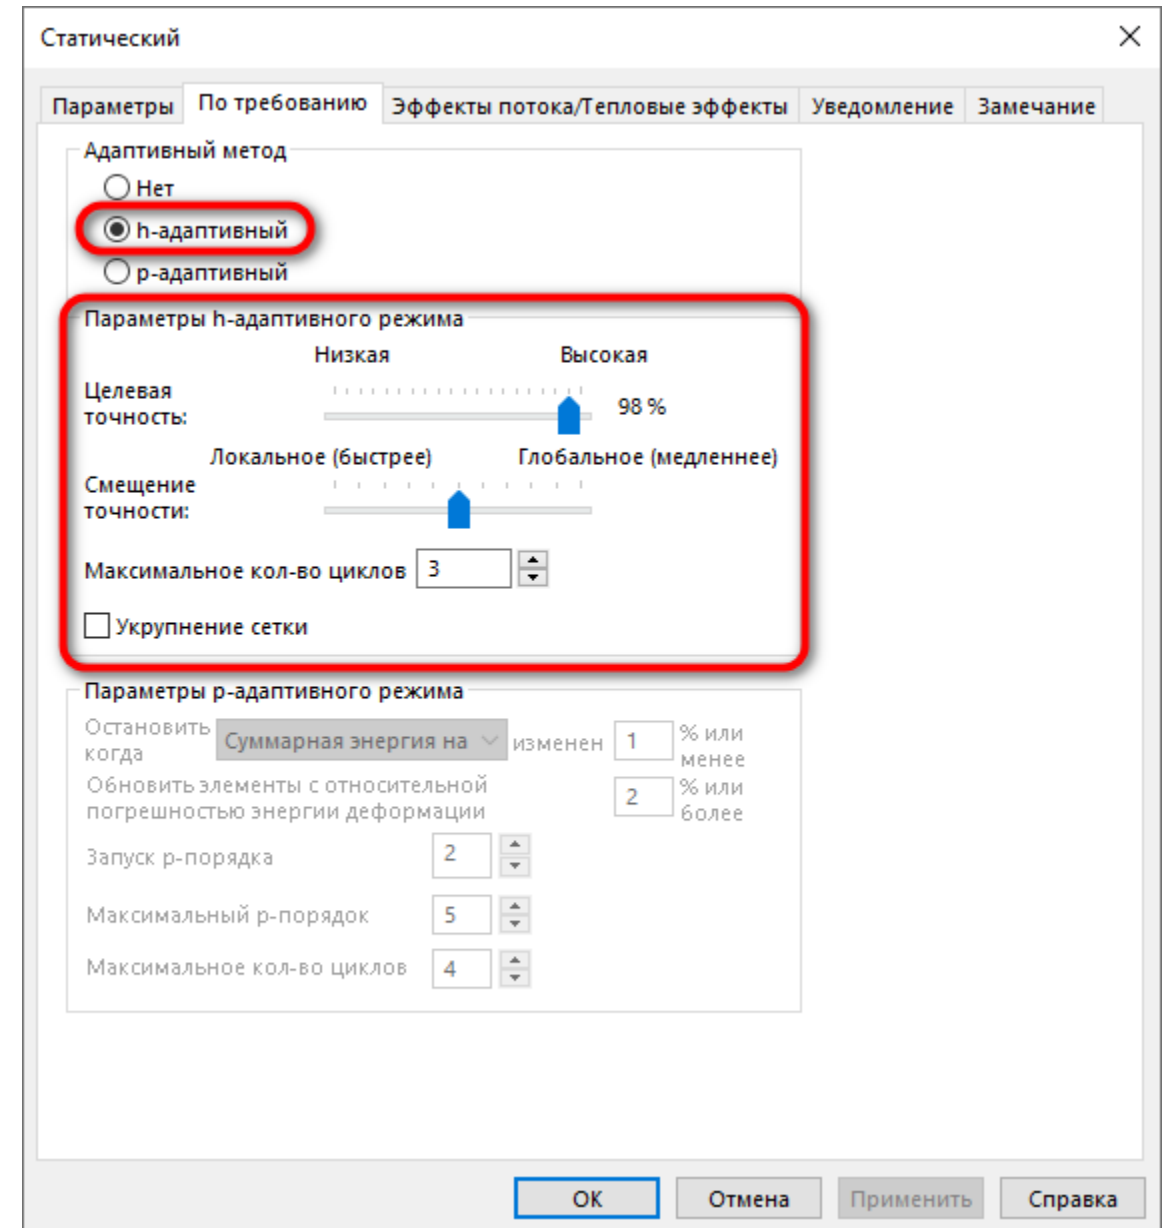 Статический
Параметры По требованию Эффекты потока/Тепловые эффекты Уведомление Замечание
Адаптивный метод
Нет
h-адаптивный
p-адаптивный
Параметры h-адаптивного режима
Низкая Высокая
Целевая
точность:
98 %
Локальное (быстрее) Глобальное (медленнее)
Смещение
точности:
Максимальное кол-во циклов 3
Укрупнение сетки
Параметры p-адаптивного режима
Остановить
когда
Суммарная энергия на изменен 1
% или
менее
Обновить элементы с относительной
погрешностью энергии деформации
2
% или
более
Запуск p-порядка 2
Максимальный p-порядок 5
Максимальное кол-во циклов 4
ОК Отмена Применить Справка